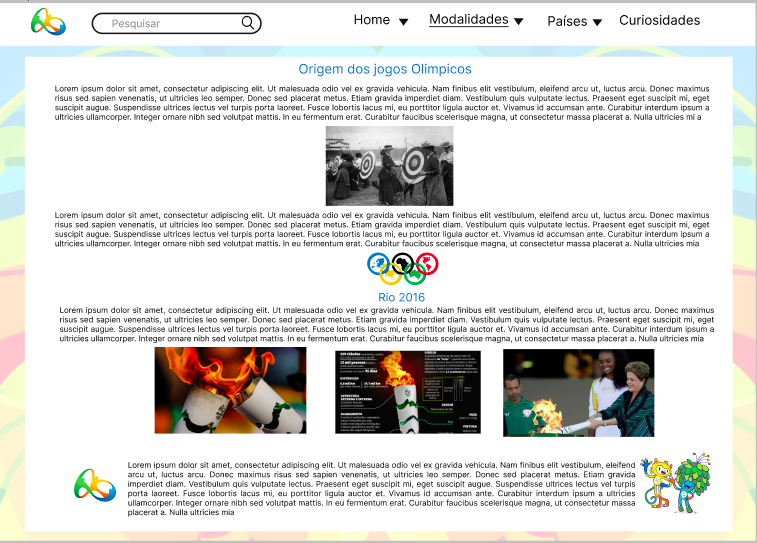 Pesquisar
Home
Modalidades
Países
Curiosidades
Origem dos jogos Olimpicos
Lorem ipsum dolor sit amet, consectetur adipiscing elit. Ut malesuada odio vel ex gravida vehicula. Nam finibus elit vestibulum, eleifend arcu ut, luctus arcu. Donec maximus
risus sed sapien venenatis, ut ultricies leo semper. Donec sed placerat metus. Etiam gravida imperdiet diam. Vestibulum quis vulputate lectus. Praesent eget suscipit mi, eget
suscipit augue. Suspendisse ultrices lectus vel turpis porta laoreet. Fusce lobortis lacus mi, eu porttitor ligula auctor et. Vivamus id accumsan ante. Curabitur interdum ipsum a
ultricies ullamcorper. Integer ornare nibh sed volutpat mattis. In eu fermentum erat. Curabitur faucibus scelerisque magna, ut consectetur massa placerat a. Nulla ultricies mi a
Lorem ipsum dolor sit amet, consectetur adipiscing elit. Ut malesuada odio vel ex gravida vehicula. Nam finibus elit vestibulum, eleifend arcu ut, luctus arcu. Donec maximus
risus sed sapien venenatis, ut ultricies leo semper. Donec sed placerat metus. Etiam gravida imperdiet diam. Vestibulum quis vulputate lectus. Praesent eget suscipit mi, eget
suscipit augue. Suspendisse ultrices lectus vel turpis porta laoreet. Fusce lobortis lacus mi, eu porttitor ligula auctor et. Vivamus id accumsan ante. Curabitur interdum ipsum a
ultricies ullamcorper. Integer ornare nibh sed volutpat mattis. In eu fermentum erat. Curabitur faucibus scelerisque magna, ut consectetur massa placerat a. Nulla ultricies mia
Rio 2016
Lorem ipsum dolor sit amet, consectetur adipiscing elit. Ut malesuada odio vel ex gravida vehicula. Nam finibus elit vestibulum, eleifend arcu ut, luctus arcu. Donec maximus
risus sed sapien venenatis, ut ultricies leo semper. Donec sed placerat metus. Etiam gravida imperdiet diam. Vestibulum quis vulputate lectus. Praesent eget suscipit mi, eget
suscipit augue. Suspendisse ultrices lectus vel turpis porta laoreet. Fusce lobortis lacus mi, eu porttitor ligula auctor et. Vivamus id accumsan ante. Curabitur interdum ipsum a
ultricies ullamcorper. Integer ornare nibh sed volutpat mattis. In eu fermentum erat. Curabitur faucibus scelerisque magna, ut consectetur massa placerat a. Nulla ultricies mia
Lorem ipsum dolor sit amet, consectetur adipiscing elit. Ut malesuada odio vel ex gravida vehicula. Nam finibus elit vestibulum, eleifend
arcu ut, luctus arcu. Donec maximus risus sed sapien venenatis, ut ultricies leo semper. Donec sed placerat metus. Etiam gravida
imperdiet diam. Vestibulum quis vulputate lectus. Praesent eget suscipit mi, eget suscipit augue. Suspendisse ultrices lectus vel turpis
porta laoreet. Fusce lobortis lacus mi, eu porttitor ligula auctor et. Vivamus id accumsan ante. Curabitur interdum ipsum a ultricies
ullamcorper. Integer ornare nibh sed volutpat mattis. In eu fermentum erat. Curabitur faucibus scelerisque magna, ut consectetur massa
placerat a. Nulla ultricies mia